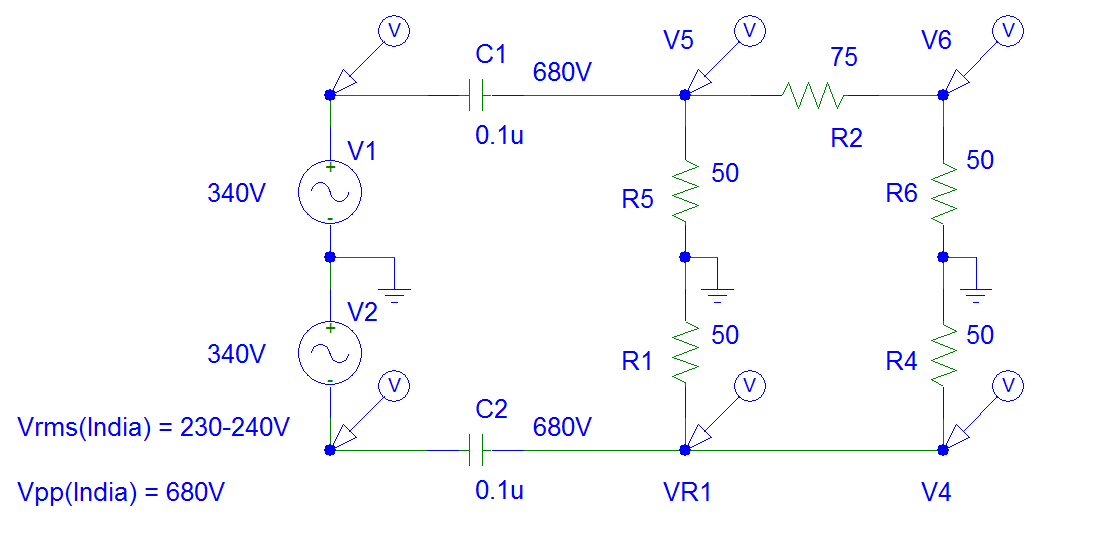 V
V
V
C1
V5
V6
680V
75
0.1u
R2
V1
+
340V
-
50
R5
50
R6
V2
+
340V
-
50
R1
50
R4
V
V
V
C2
680V
Vrms(India) = 230-240V
0.1u
VR1
V4
Vpp(India) = 680V